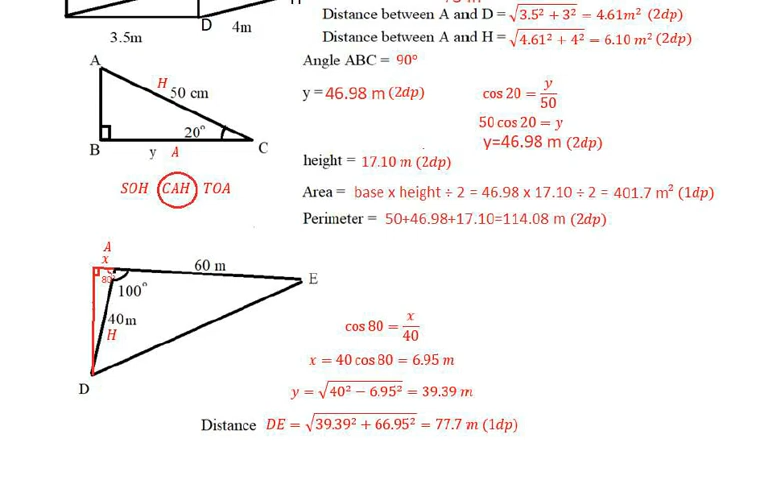 Distance between A and D = √3.5² + 3² = 4.61m² (2dp)
D 4m
3.5m
Distance between A and H = √4.61² + 4² = 6.10 m² (2dp)
A
Angle ABC = 90°
H
50 cm
y = 46.98 m (2dp)
cos 20 = y/50
50 cos 20 = y
20°
B
y A
C
y=46.98 m (2dp)
height = 17.10 m (2dp)
SOH CAH TOA
Area = base x height ÷ 2 = 46.98 x 17.10 ÷ 2 = 401.7 m² (1dp)
Perimeter = 50+46.98+17.10=114.08 m (2dp)
A
x
60 m
E
80°
100°
40m
H
cos 80 = x/40
x = 40 cos 80 = 6.95 m
D
y = √40² − 6.95² = 39.39 m
Distance DE = √39.39² + 66.95² = 77.7 m (1dp)